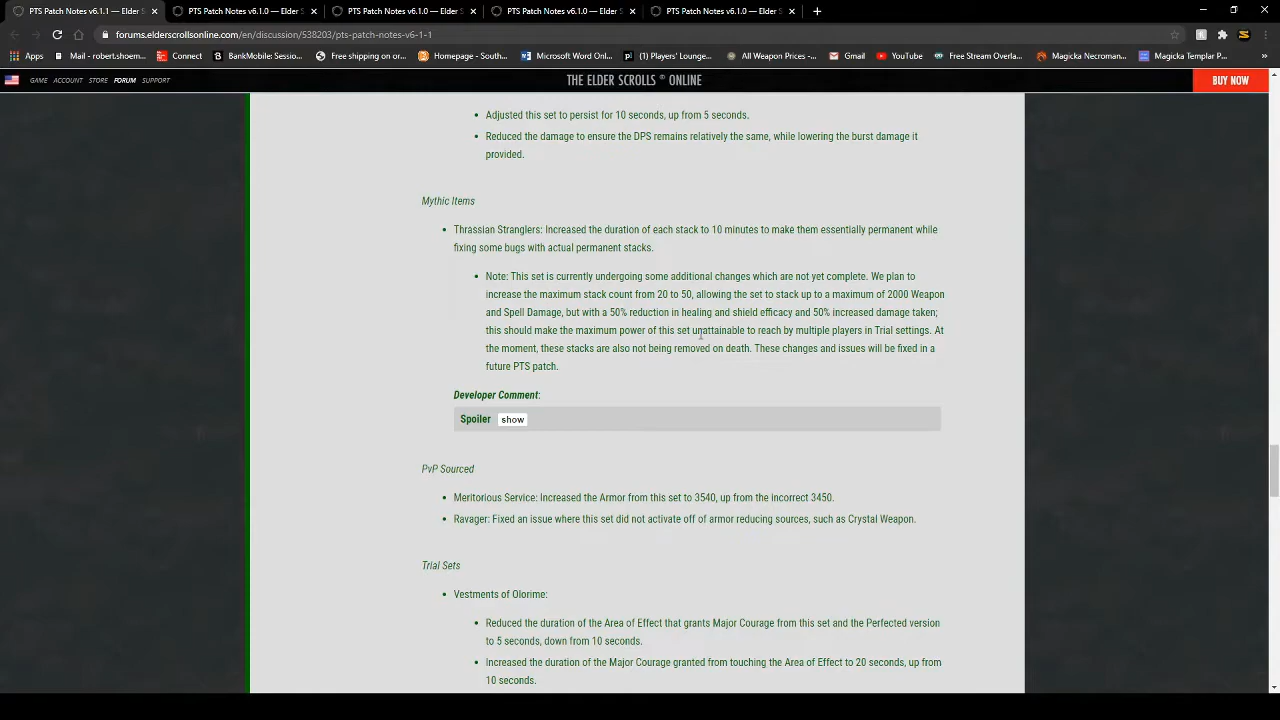 PTS Patch Notes v6.1.1 — Elder S
PTS Patch Notes v6.1.0 — Elder S
PTS Patch Notes v6.1.0 — Elder S
PTS Patch Notes v6.1.0 — Elder S
PTS Patch Notes v6.1.0 — Elder S
forums.elderscrollsonline.com/en/discussion/538203/pts-patch-notes-v6-1-1
Apps
Mail - robert.shoem...
Connect
BankMobile: Sessio...
Free shipping on or...
Homepage - South...
Microsoft Word Onl...
(1) Players' Lounge...
All Weapon Prices -...
Gmail
YouTube
Free Stream Overla...
Magicka Necroman...
Magicka Templar P...
GAME ACCOUNT STORE FORUM SUPPORT
THE ELDER SCROLLS ® ONLINE
BUY NOW
Adjusted this set to persist for 10 seconds, up from 5 seconds.
Reduced the damage to ensure the DPS remains relatively the same, while lowering the burst damage it
provided.
Mythic Items
Thrassian Stranglers: Increased the duration of each stack to 10 minutes to make them essentially permanent while
fixing some bugs with actual permanent stacks.
Note: This set is currently undergoing some additional changes which are not yet complete. We plan to
increase the maximum stack count from 20 to 50, allowing the set to stack up to a maximum of 2000 Weapon
and Spell Damage, but with a 50% reduction in healing and shield efficacy and 50% increased damage taken;
this should make the maximum power of this set unattainable to reach by multiple players in Trial settings. At
the moment, these stacks are also not being removed on death. These changes and issues will be fixed in a
future PTS patch.
Developer Comment:
Spoiler show
PvP Sourced
Meritorious Service: Increased the Armor from this set to 3540, up from the incorrect 3450.
Ravager: Fixed an issue where this set did not activate off of armor reducing sources, such as Crystal Weapon.
Trial Sets
Vestments of Olorime:
Reduced the duration of the Area of Effect that grants Major Courage from this set and the Perfected version
to 5 seconds, down from 10 seconds.
Increased the duration of the Major Courage granted from touching the Area of Effect to 20 seconds, up from
10 seconds.